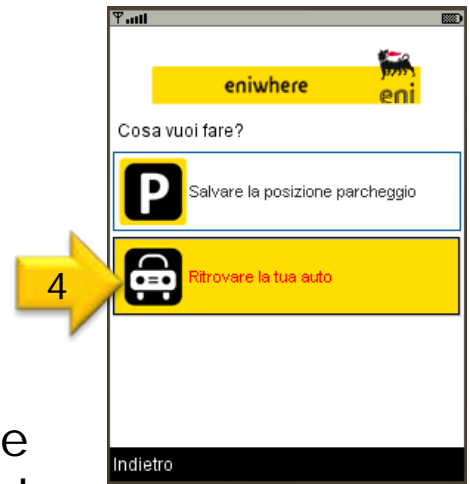 eniwhere
eni
Cosa vuoi fare?
P
Salvare la posizione parcheggio
4
Ritrovare la tua auto
e
Indietro